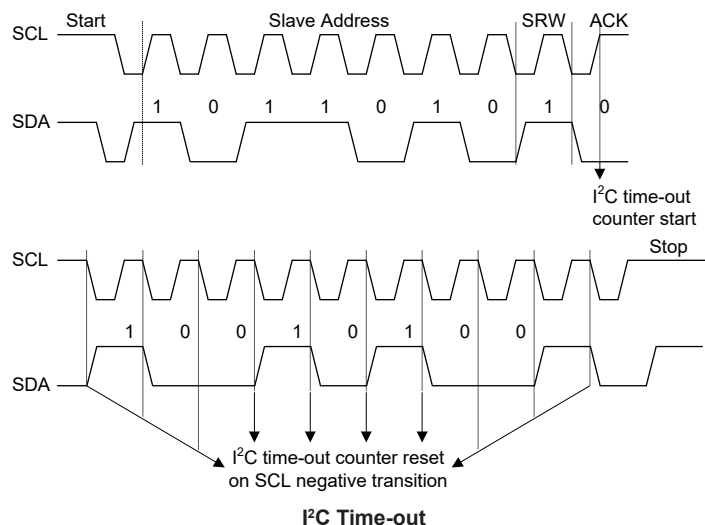 Start Slave Address SRW ACK
SCL
1 0 1 1 0 1 0 1 0
SDA
I²C time-out
counter start
Stop
SCL
1 0 0 1 0 1 0 0
SDA
I²C time-out counter reset
on SCL negative transition
I²C Time-out